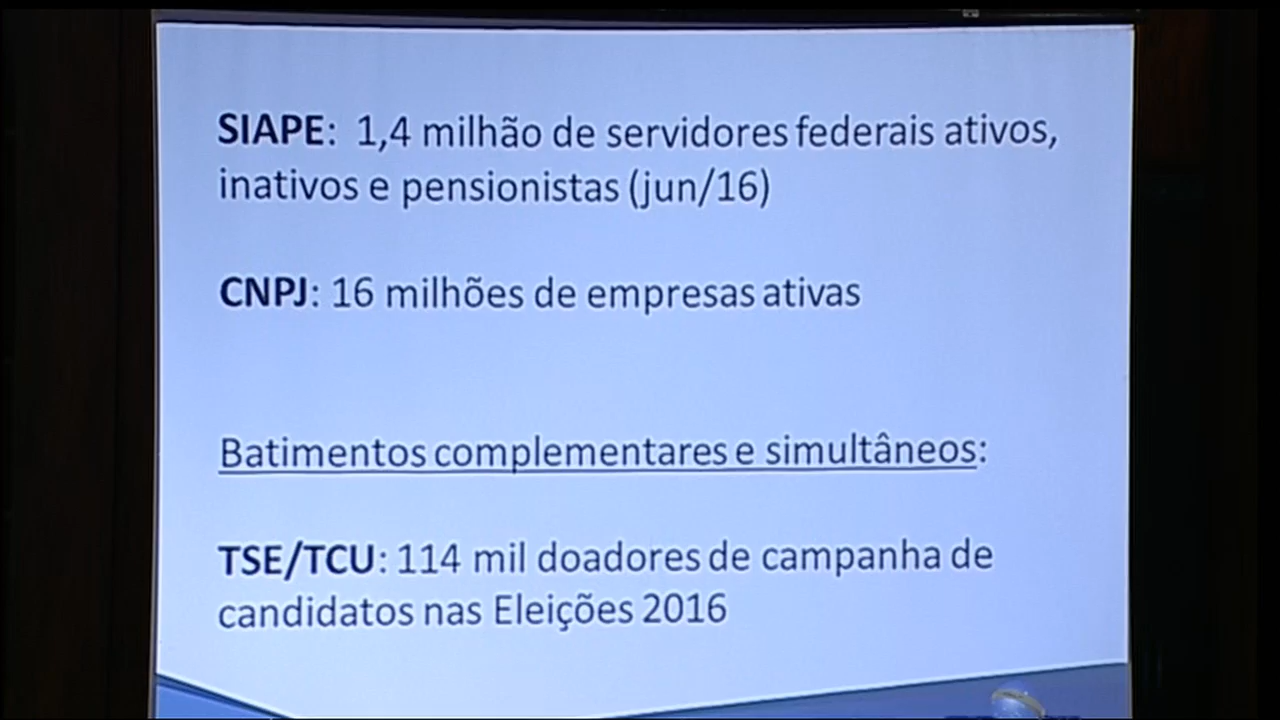 SIAPE: 1,4 milhão de servidores federais ativos,
inativos e pensionistas (jun/16)
CNPJ: 16 milhões de empresas ativas
Batimentos complementares e simultâneos:
TSE/TCU: 114 mil doadores de campanha de
candidatos nas Eleições 2016